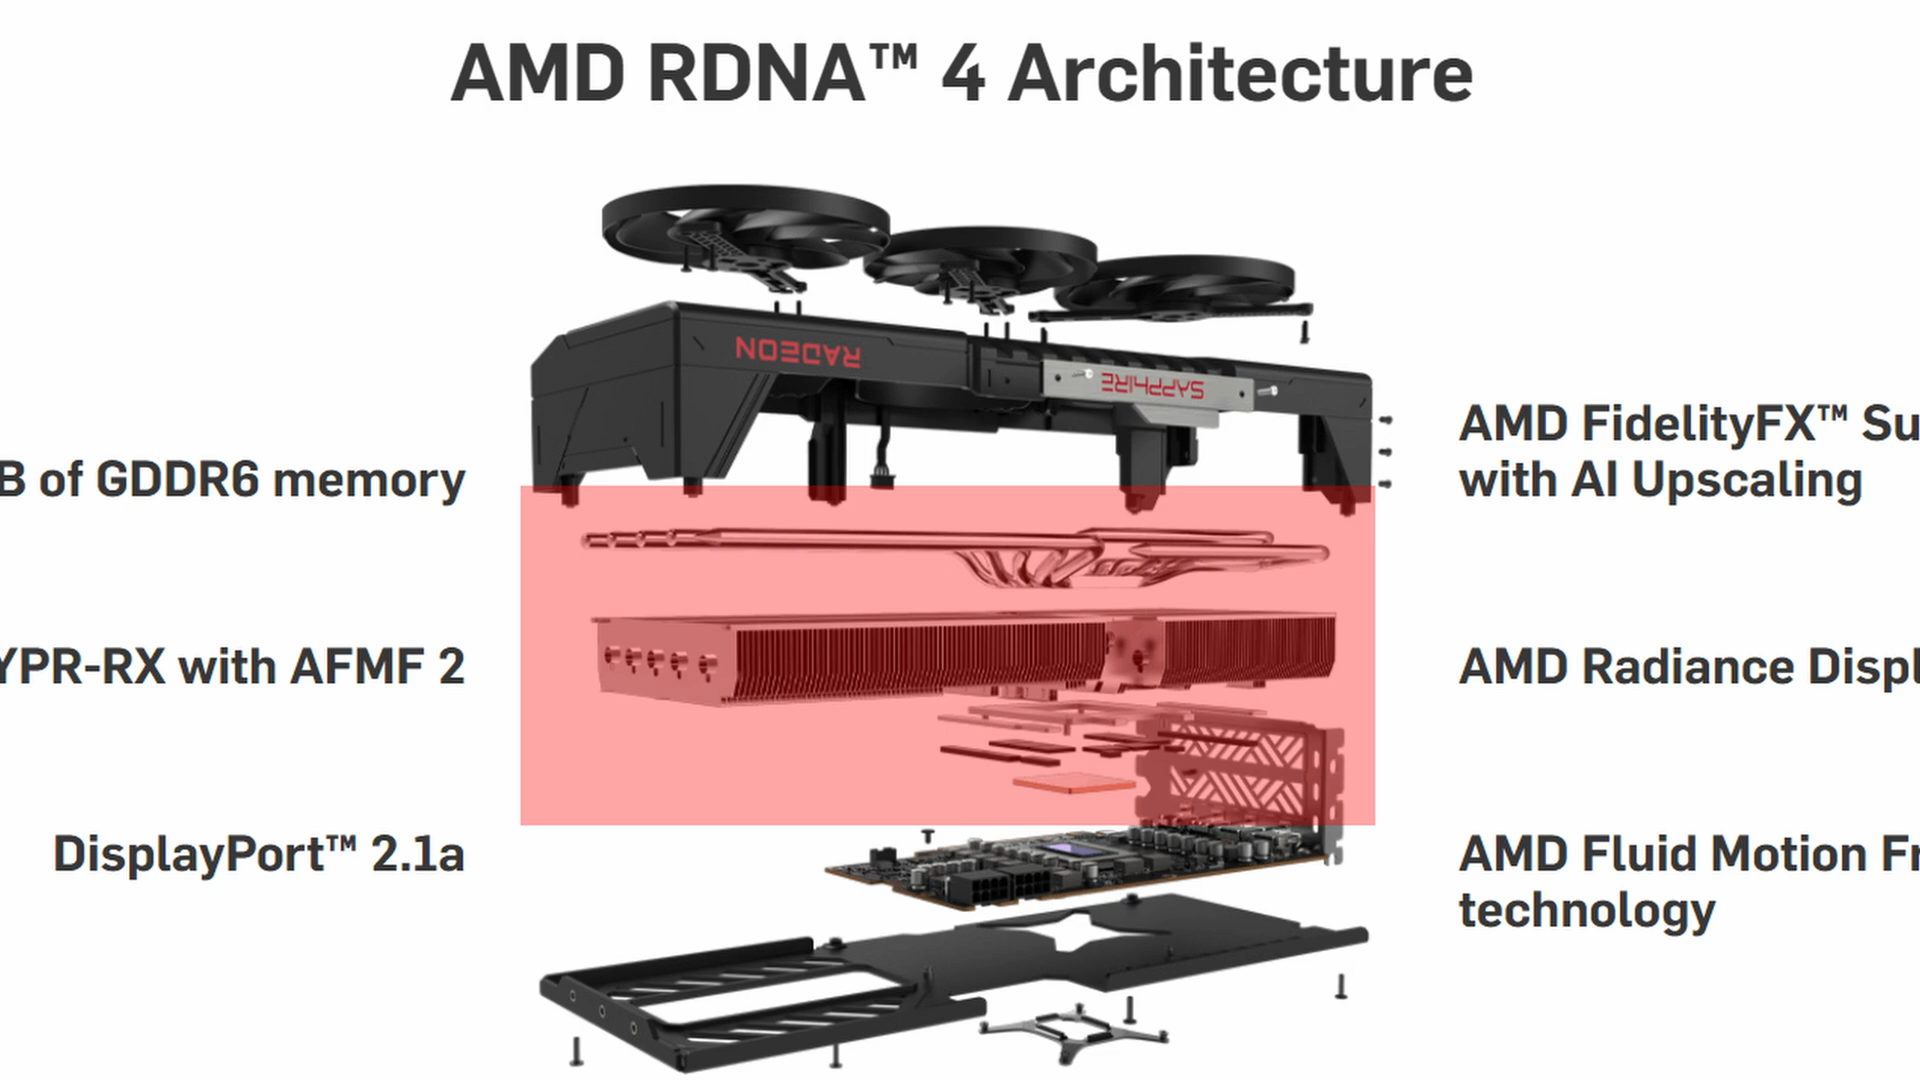 AMD RDNA™ 4 Architecture
RADEON
SAPPHIRE
B of GDDR6 memory
AMD FidelityFX™ Su
with AI Upscaling
YPR-RX with AFMF 2
AMD Radiance Displ
DisplayPort™ 2.1a
AMD Fluid Motion Fr
technology